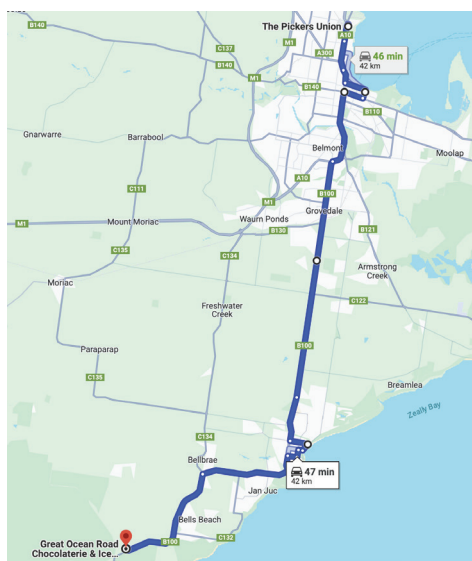 B140
The Pickers Union
A10
C137
M1
A300
46 min
42 km
B140
M1
B140
B110
Gnarwarre
Barrabool
Belmont
Moolap
C111
A10
B100
Grovedale
Waurn Ponds
M1
Mount Moriac
M1
B130
B121
C135
C134
Armstrong
Creek
Moriac
Freshwater
Creek
C122
B100
Paraparap
C135
Breamlea
Zeally Bay
C134
Bellbrae
47 min
42 km
Jan Juc
Bells Beach
Great Ocean Road
Chocolaterie & Ice...
B100
C132